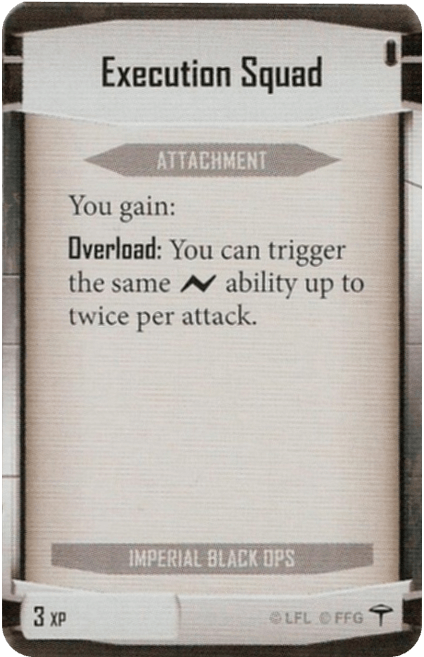 Execution Squad
ATTACHMENT
You gain:
Overload: You can trigger
the same ability up to
twice per attack.
IMPERIAL BLACK OPS
3 XP
© LFL © FFG